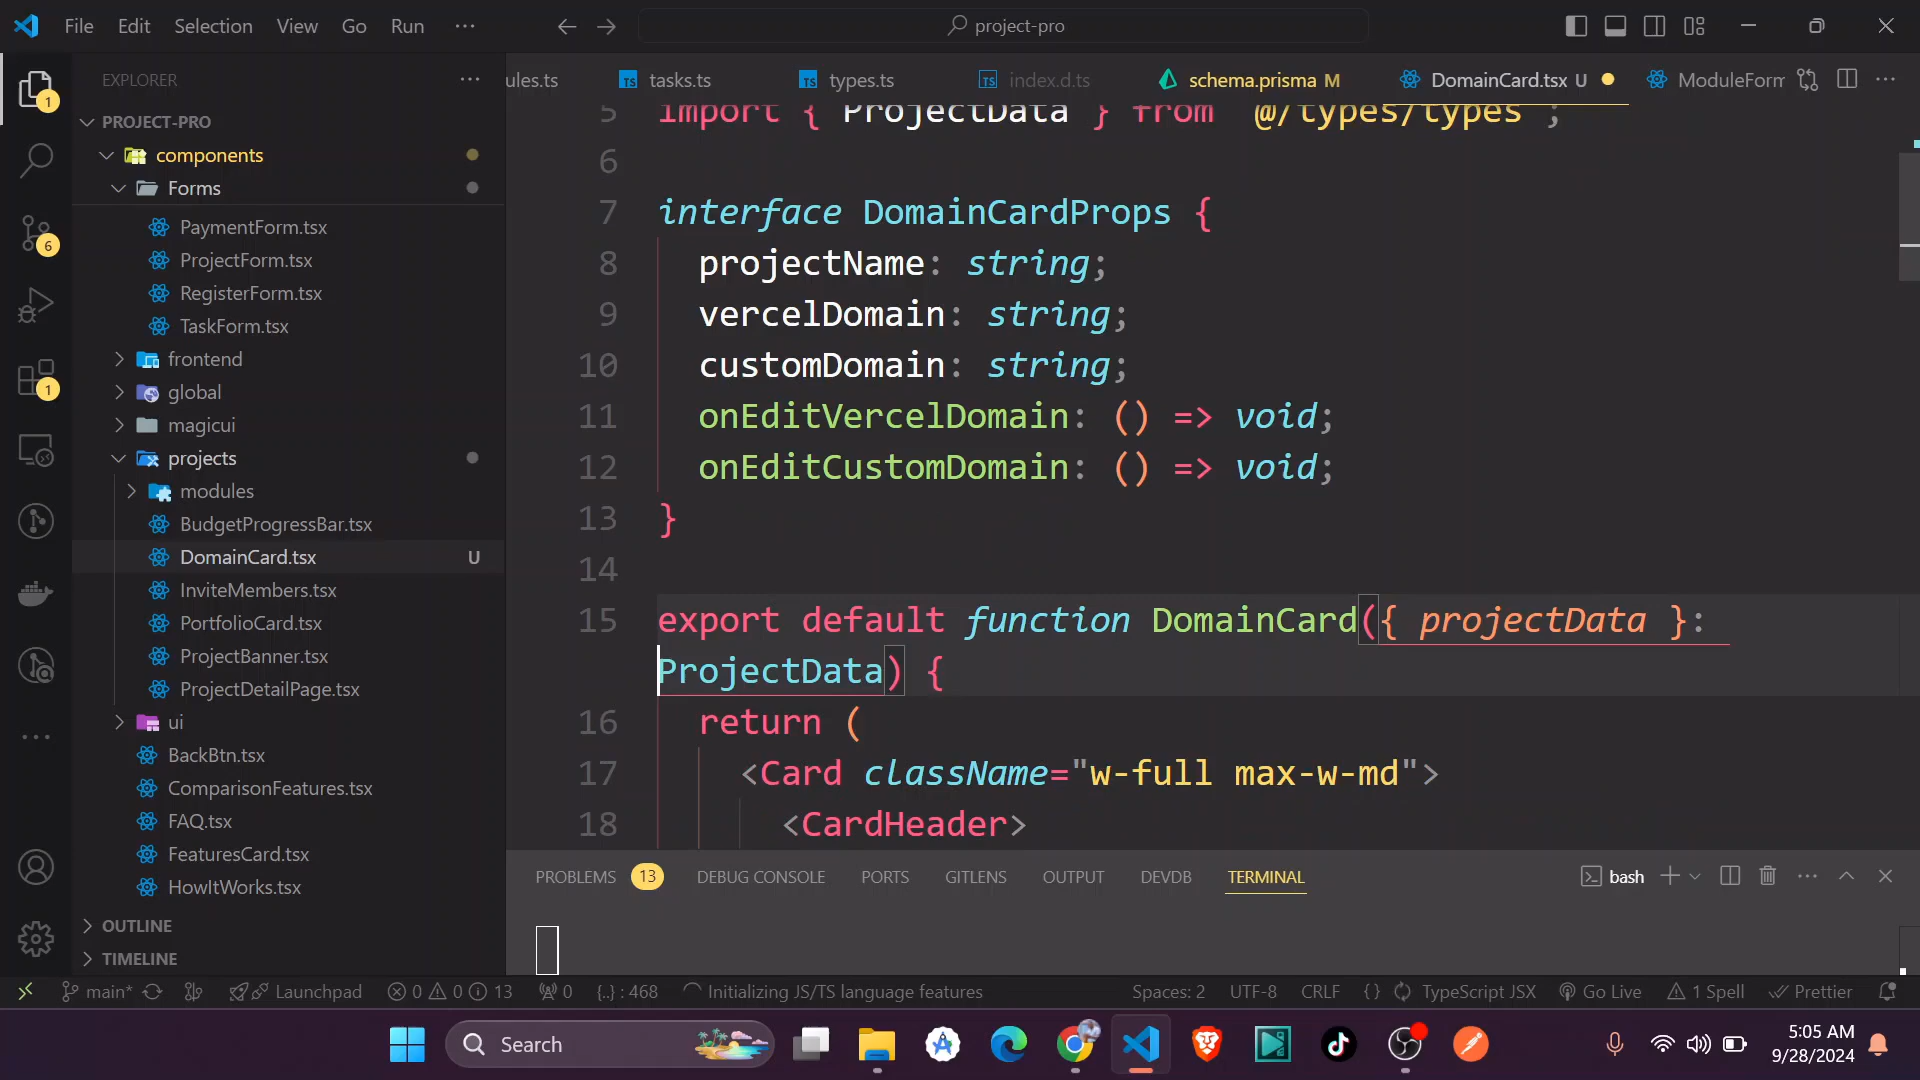 File Edit Selection View Go Run ···
project-pro
EXPLORER
PROJECT-PRO
components
Forms
PaymentForm.tsx
ProjectForm.tsx
RegisterForm.tsx
TaskForm.tsx
frontend
global
magicui
projects
modules
BudgetProgressBar.tsx
DomainCard.tsx U
InviteMembers.tsx
PortfolioCard.tsx
ProjectBanner.tsx
ProjectDetailPage.tsx
ui
BackBtn.tsx
ComparisonFeatures.tsx
FAQ.tsx
FeaturesCard.tsx
HowItWorks.tsx
OUTLINE
TIMELINE
1
6
1
ules.ts TS tasks.ts TS types.ts TS index.d.ts schema.prisma M DomainCard.tsx U ModuleForm
5 import { ProjectData } from "@/types/types";
6
7 interface DomainCardProps {
8 projectName: string;
9 vercelDomain: string;
10 customDomain: string;
11 onEditVercelDomain: () => void;
12 onEditCustomDomain: () => void;
13 }
14
15 export default function DomainCard({ projectData }:
ProjectData) {
16 return (
17 <Card className="w-full max-w-md">
18 <CardHeader>
PROBLEMS 13 DEBUG CONSOLE PORTS GITLENS OUTPUT DEVDB TERMINAL bash
main* Launchpad 0 0 13 0 {..} : 468 Initializing JS/TS language features Spaces: 2 UTF-8 CRLF { } TypeScript JSX Go Live 1 Spell Prettier
Search
5:05 AM
9/28/2024